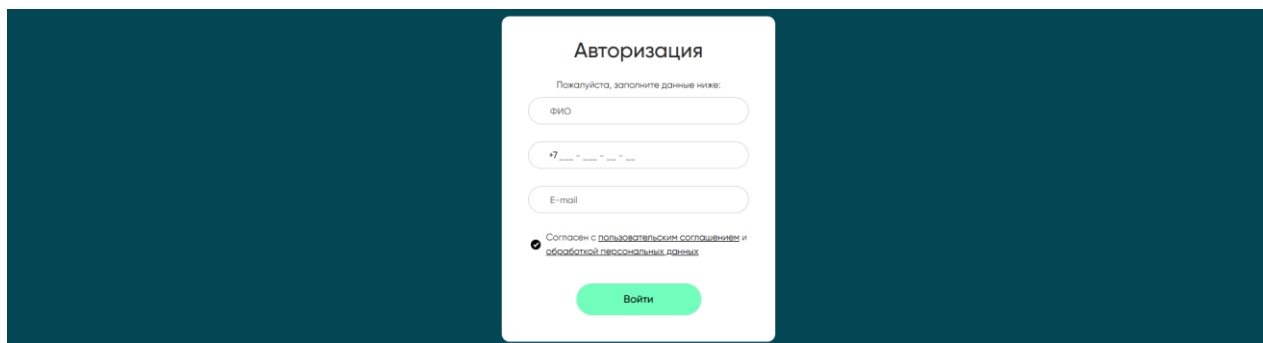 Авторизация
Пожалуйста, заполните данные ниже:
ФИО
+7___ - ___ - __ - __
E-mail
Согласен с пользовательским соглашением и
обработкой персональных данных
Войти